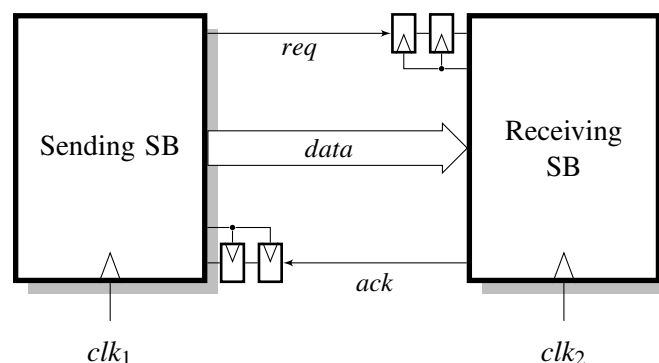 req
Sending SB
data
Receiving
SB
ack
clk₁
clk₂